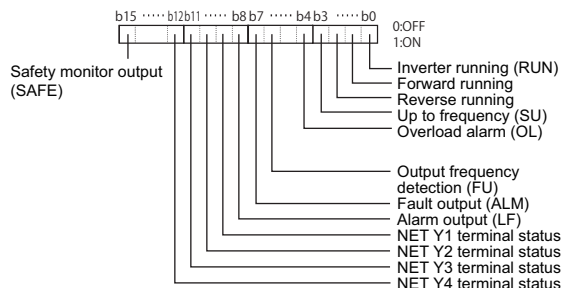 b15 ····· b12 b11 ····· b8 b7 ····· b4 b3 ····· b0
0:OFF
1:ON
Safety monitor output
(SAFE)
Inverter running (RUN)
Forward running
Reverse running
Up to frequency (SU)
Overload alarm (OL)
Output frequency
detection (FU)
Fault output (ALM)
Alarm output (LF)
NET Y1 terminal status
NET Y2 terminal status
NET Y3 terminal status
NET Y4 terminal status